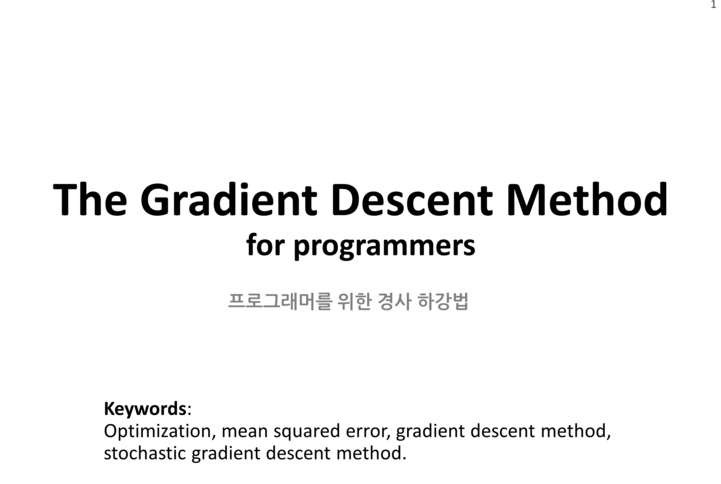 1
The Gradient Descent Method
for programmers
프로그래머를 위한 경사 하강법
Keywords:
Optimization, mean squared error, gradient descent method,
stochastic gradient descent method.